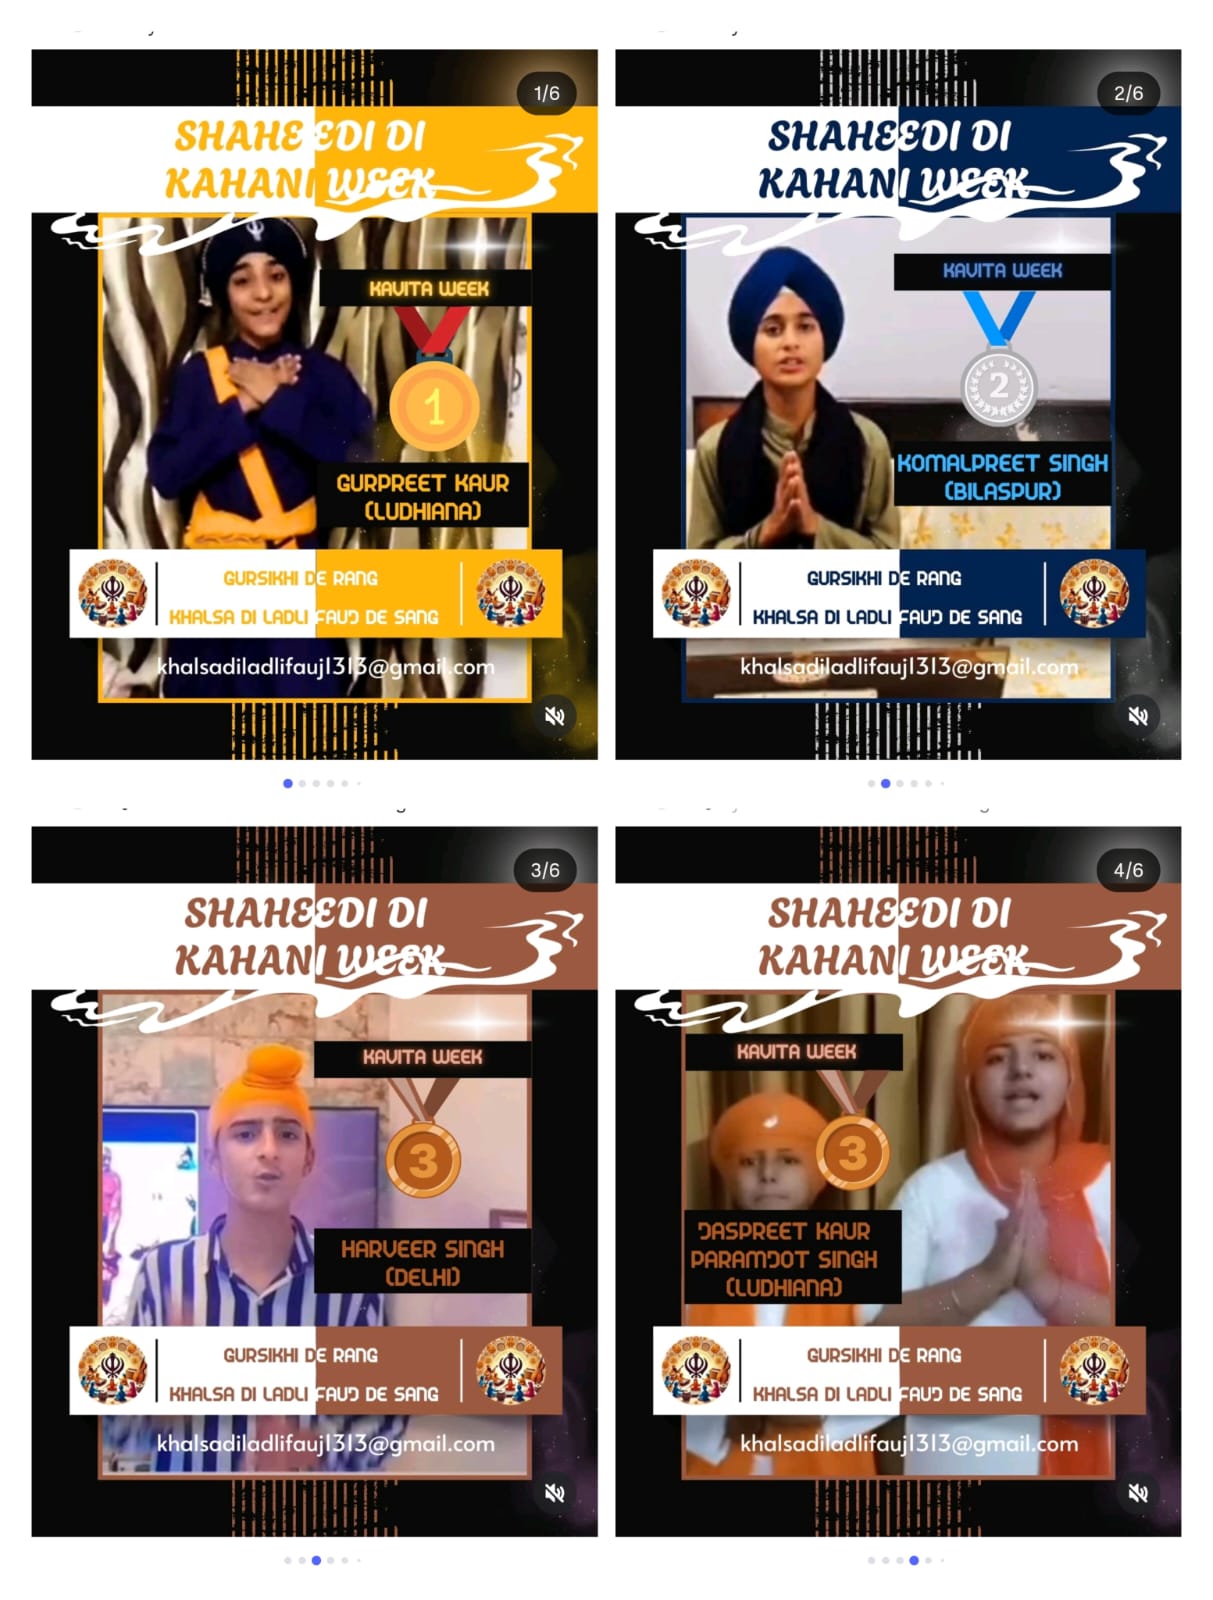 1/6
SHAHEEDI DI
KAHANI WEEK
KAVITA WEEK
1
GURPREET KAUR
(LUDHIANA)
GURSIKHI DE RANG
KHALSA DI LADLI FAUJ DE SANG
khalsadiladlifauj1313@gmail.com
2/6
SHAHEEDI DI
KAHANI WEEK
KAVITA WEEK
2
KOMALPREET SINGH
(BILASPUR)
GURSIKHI DE RANG
KHALSA DI LADLI FAUJ DE SANG
khalsadiladlifauj1313@gmail.com
3/6
SHAHEEDI DI
KAHANI WEEK
KAVITA WEEK
3
HARVEER SINGH
(DELHI)
GURSIKHI DE RANG
KHALSA DI LADLI FAUJ DE SANG
khalsadiladlifauj1313@gmail.com
4/6
SHAHEEDI DI
KAHANI WEEK
KAVITA WEEK
3
JASPREET KAUR
PARAMJOT SINGH
(LUDHIANA)
GURSIKHI DE RANG
KHALSA DI LADLI FAUJ DE SANG
khalsadiladlifauj1313@gmail.com